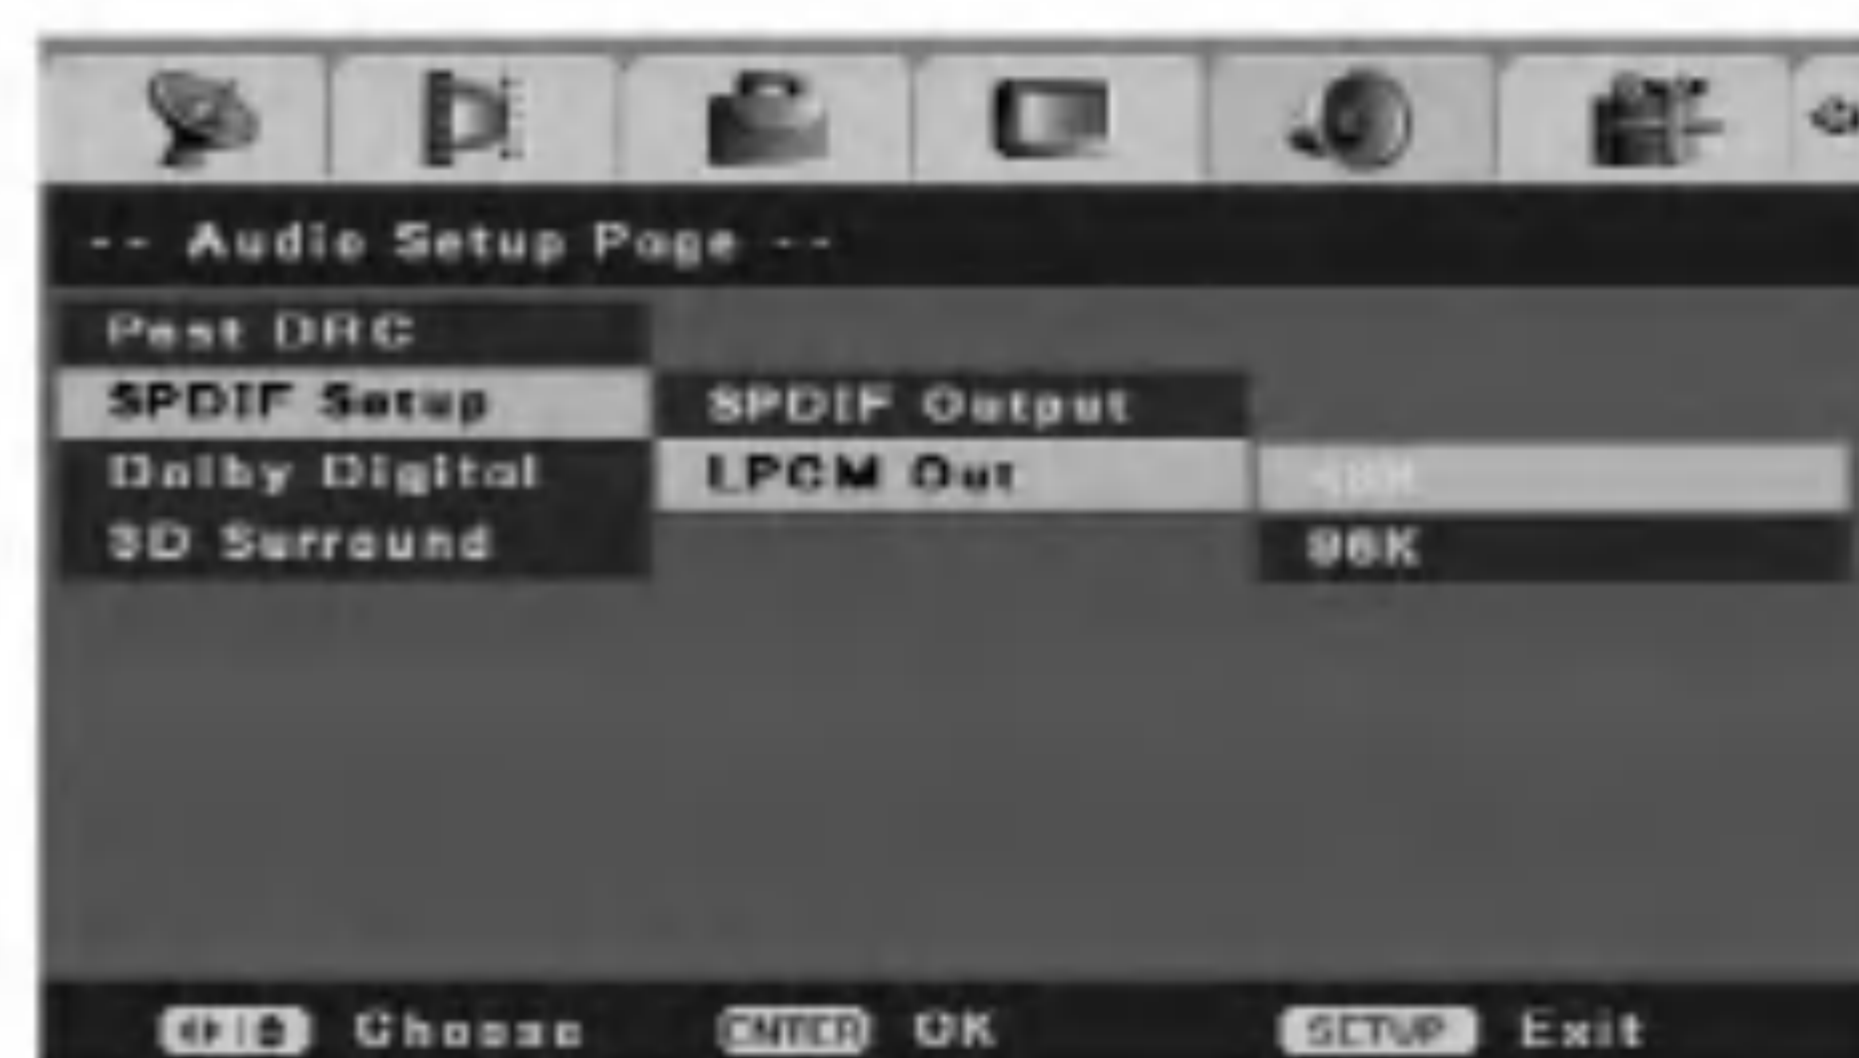 -- Audio Setup Page --
Post DRC
SPDIF Setup
SPDIF Output
Dolby Digital
LPCM Out
48K
3D Surround
96K
Choose
ENTER OK
SETUP Exit